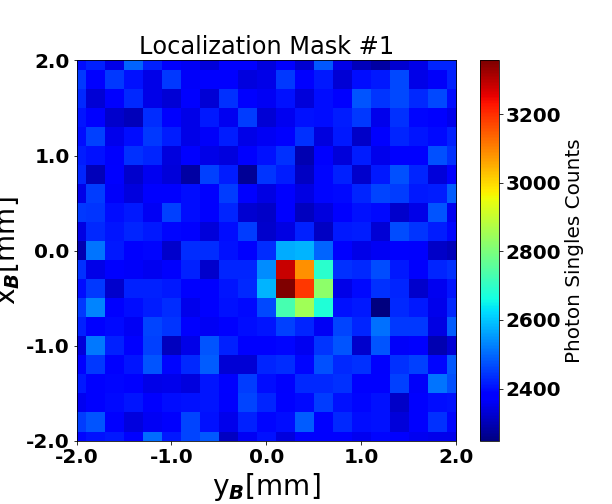 Localization Mask #1
2.0
1.0
0.0
-1.0
-2.0
x_B[mm]
-2.0 -1.0 0.0 1.0 2.0
y_B[mm]
3200
3000
2800
2600
2400
Photon Singles Counts